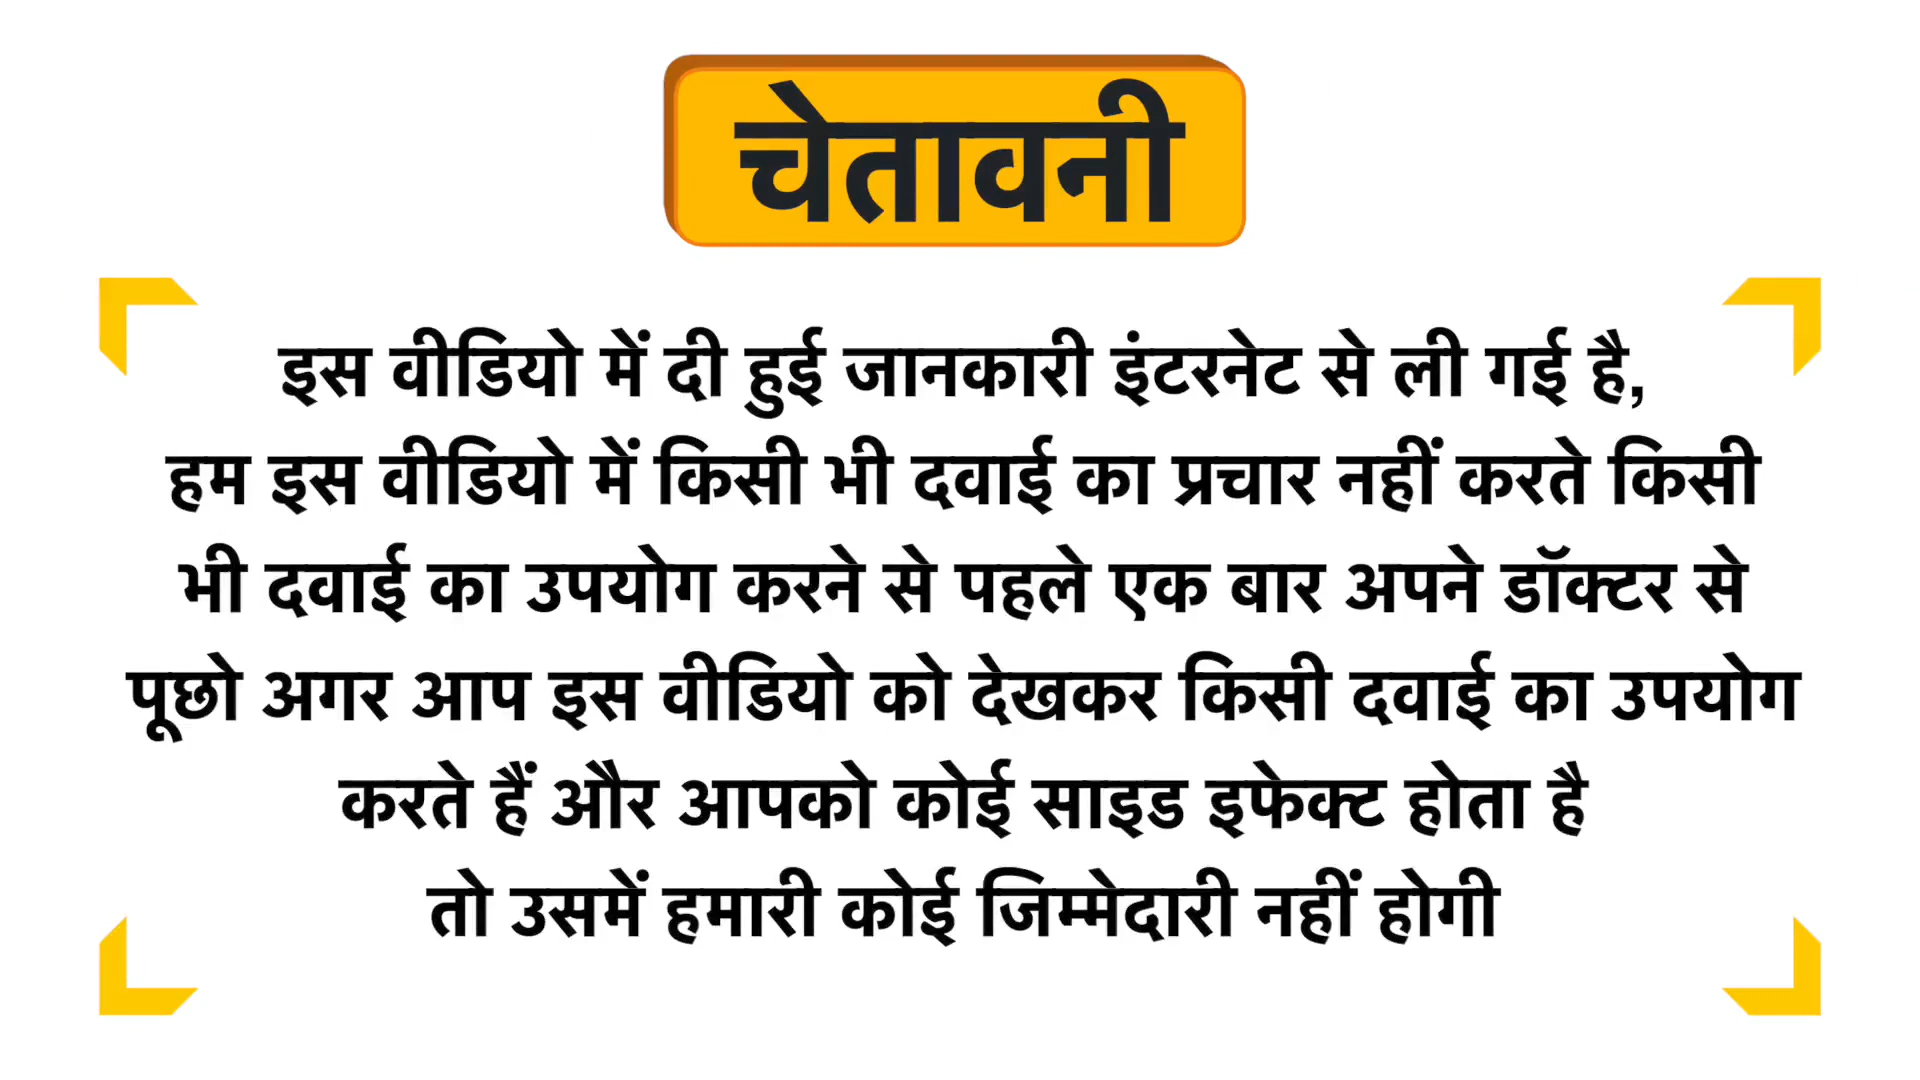 चेतावनी
इस वीडियो में दी हुई जानकारी इंटरनेट से ली गई है,
हम इस वीडियो में किसी भी दवाई का प्रचार नहीं करते किसी
भी दवाई का उपयोग करने से पहले एक बार अपने डॉक्टर से
पूछो अगर आप इस वीडियो को देखकर किसी दवाई का उपयोग
करते हैं और आपको कोई साइड इफेक्ट होता है
तो उसमें हमारी कोई जिम्मेदारी नहीं होगी